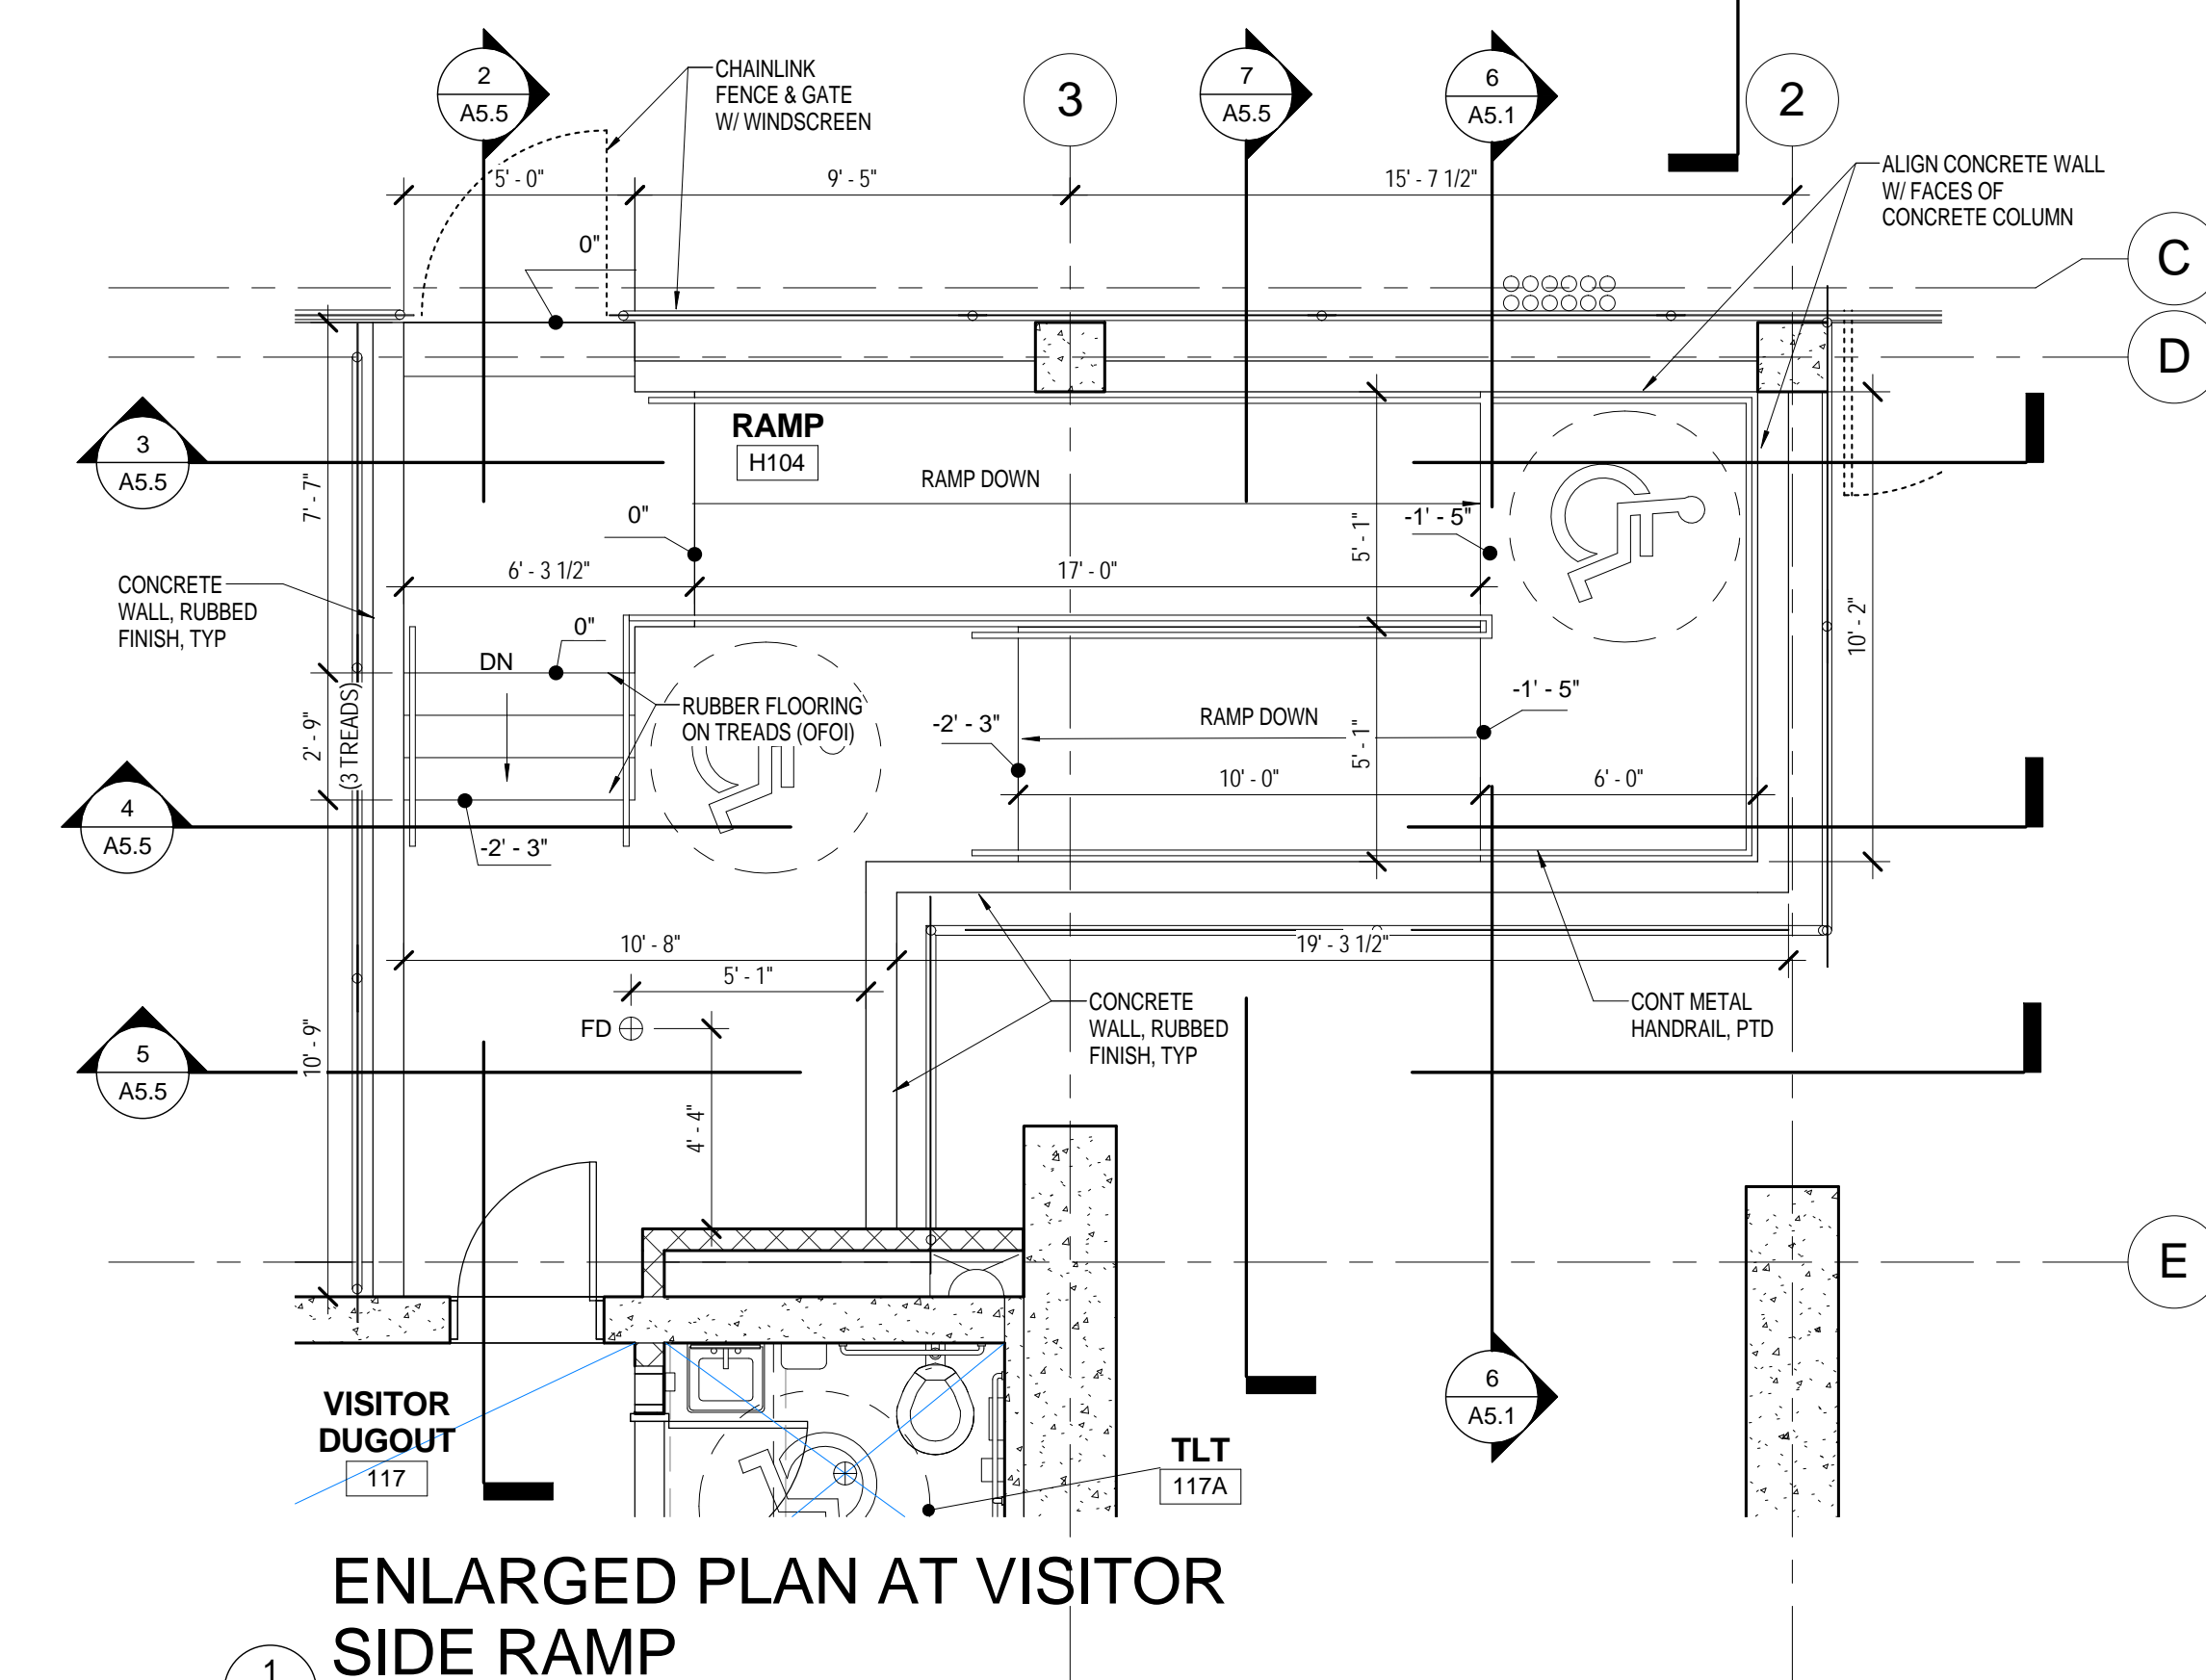 2
A5.5
CHAINLINK
FENCE & GATE
W/ WINDSCREEN
3
7
A5.5
6
A5.1
2
5' - 0"
9' - 5"
15' - 7 1/2"
ALIGN CONCRETE WALL
W/ FACES OF
CONCRETE COLUMN
0"
C
D
3
A5.5
7' - 7"
RAMP
H104
RAMP DOWN
0"
-1' - 5"
5' - 1"
6' - 3 1/2"
17' - 0"
CONCRETE
WALL, RUBBED
FINISH, TYP
0"
DN
10' - 2"
RUBBER FLOORING
ON TREADS (OFOI)
-2' - 3"
RAMP DOWN
-1' - 5"
2' - 9"
(3 TREADS)
5' - 1"
10' - 0"
6' - 0"
4
A5.5
-2' - 3"
10' - 8"
19' - 3 1/2"
5' - 1"
FD
CONCRETE
WALL, RUBBED
FINISH, TYP
CONT METAL
HANDRAIL, PTD
5
A5.5
10' - 9"
4' - 4"
E
VISITOR
DUGOUT
117
TLT
117A
6
A5.1
ENLARGED PLAN AT VISITOR
SIDE RAMP
1